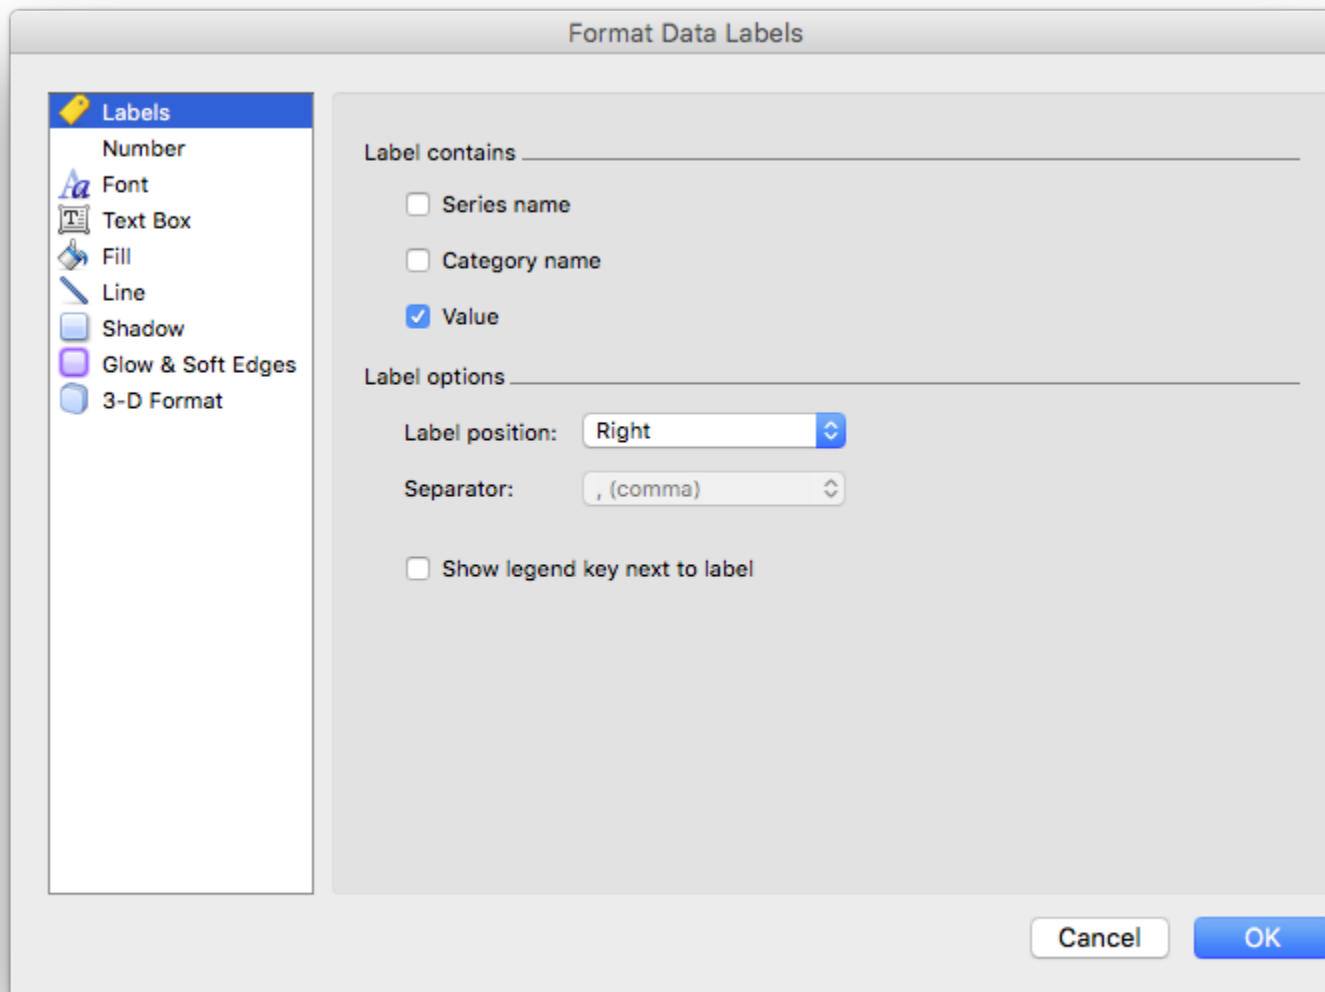 Format Data Labels
Labels
Number
Font
Text Box
Fill
Line
Shadow
Glow & Soft Edges
3-D Format
Label contains
Series name
Category name
Value
Label options
Label position: Right
Separator: , (comma)
Show legend key next to label
Cancel OK